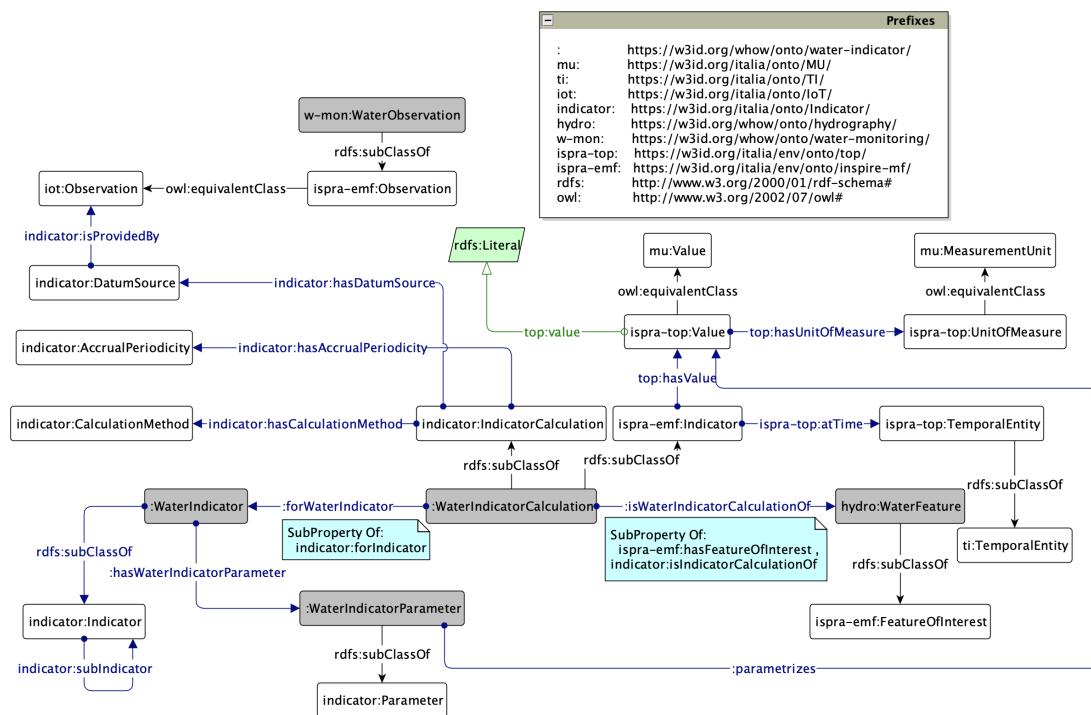 Prefixes
: https://w3id.org/whow/onto/water-indicator/
mu: https://w3id.org/italia/onto/MU/
ti: https://w3id.org/italia/onto/TI/
iot: https://w3id.org/italia/onto/IoT/
indicator: https://w3id.org/italia/onto/Indicator/
hydro: https://w3id.org/whow/onto/hydrography/
w-mon: https://w3id.org/whow/onto/water-monitoring/
ispra-top: https://w3id.org/italia/env/onto/top/
ispra-emf: https://w3id.org/italia/env/onto/inspire-mf/
rdfs: http://www.w3.org/2000/01/rdf-schema#
owl: http://www.w3.org/2002/07/owl#
w-mon:WaterObservation
rdfs:subClassOf
iot:Observation
owl:equivalentClass
ispra-emf:Observation
indicator:isProvidedBy
rdfs:Literal
mu:Value
mu:MeasurementUnit
indicator:DatumSource
indicator:hasDatumSource
owl:equivalentClass
owl:equivalentClass
top:value
ispra-top:Value
top:hasUnitOfMeasure
ispra-top:UnitOfMeasure
indicator:AccrualPeriodicity
indicator:hasAccrualPeriodicity
top:hasValue
indicator:CalculationMethod
indicator:hasCalculationMethod
indicator:IndicatorCalculation
ispra-emf:Indicator
ispra-top:atTime
ispra-top:TemporalEntity
rdfs:subClassOf
rdfs:subClassOf
rdfs:subClassOf
:WaterIndicator
:forWaterIndicator
:WaterIndicatorCalculation
:isWaterIndicatorCalculationOf
hydro:WaterFeature
SubProperty Of:
indicator:forIndicator
SubProperty Of:
ispra-emf:hasFeatureOfInterest ,
indicator:isIndicatorCalculationOf
ti:TemporalEntity
rdfs:subClassOf
:hasWaterIndicatorParameter
rdfs:subClassOf
:WaterIndicatorParameter
indicator:Indicator
ispra-emf:FeatureOfInterest
rdfs:subClassOf
indicator:subIndicator
:parametrizes
indicator:Parameter